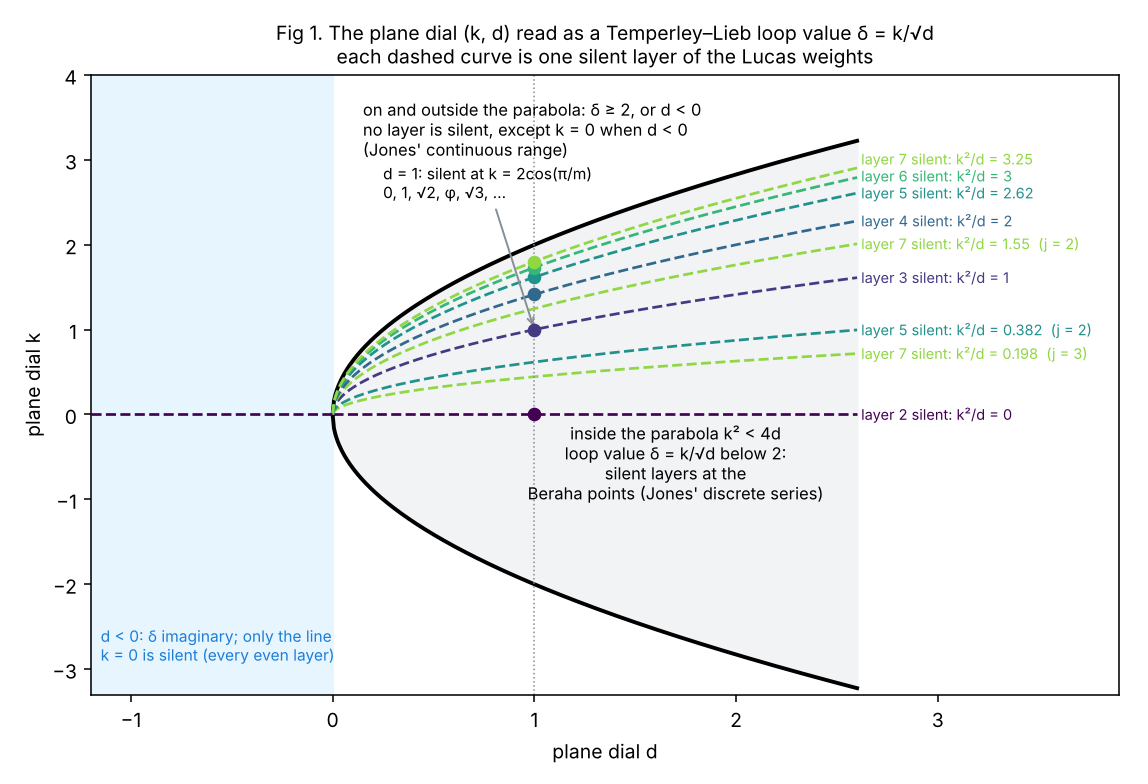 Fig 1. The plane dial (k, d) read as a Temperley–Lieb loop value δ = k/√d
each dashed curve is one silent layer of the Lucas weights
4
3
2
1
0
−1
−2
−3
plane dial k
on and outside the parabola: δ ≥ 2, or d < 0
no layer is silent, except k = 0 when d < 0
(Jones' continuous range)
d = 1: silent at k = 2cos(π/m)
0, 1, √2, φ, √3, ...
layer 7 silent: k²/d = 3.25
layer 6 silent: k²/d = 3
layer 5 silent: k²/d = 2.62
layer 4 silent: k²/d = 2
layer 7 silent: k²/d = 1.55 (j = 2)
layer 3 silent: k²/d = 1
layer 5 silent: k²/d = 0.382 (j = 2)
layer 7 silent: k²/d = 0.198 (j = 3)
layer 2 silent: k²/d = 0
inside the parabola k² < 4d
loop value δ = k/√d below 2:
silent layers at the
Beraha points (Jones' discrete series)
d < 0: δ imaginary; only the line
k = 0 is silent (every even layer)
−1
0
1
2
3
plane dial d